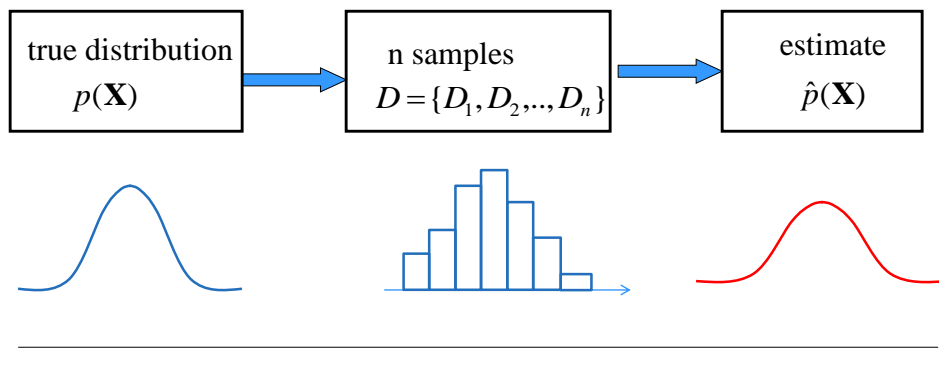 true distribution
p(X)
n samples
D = {D₁, D₂,.., Dₙ}
estimate
p̂(X)